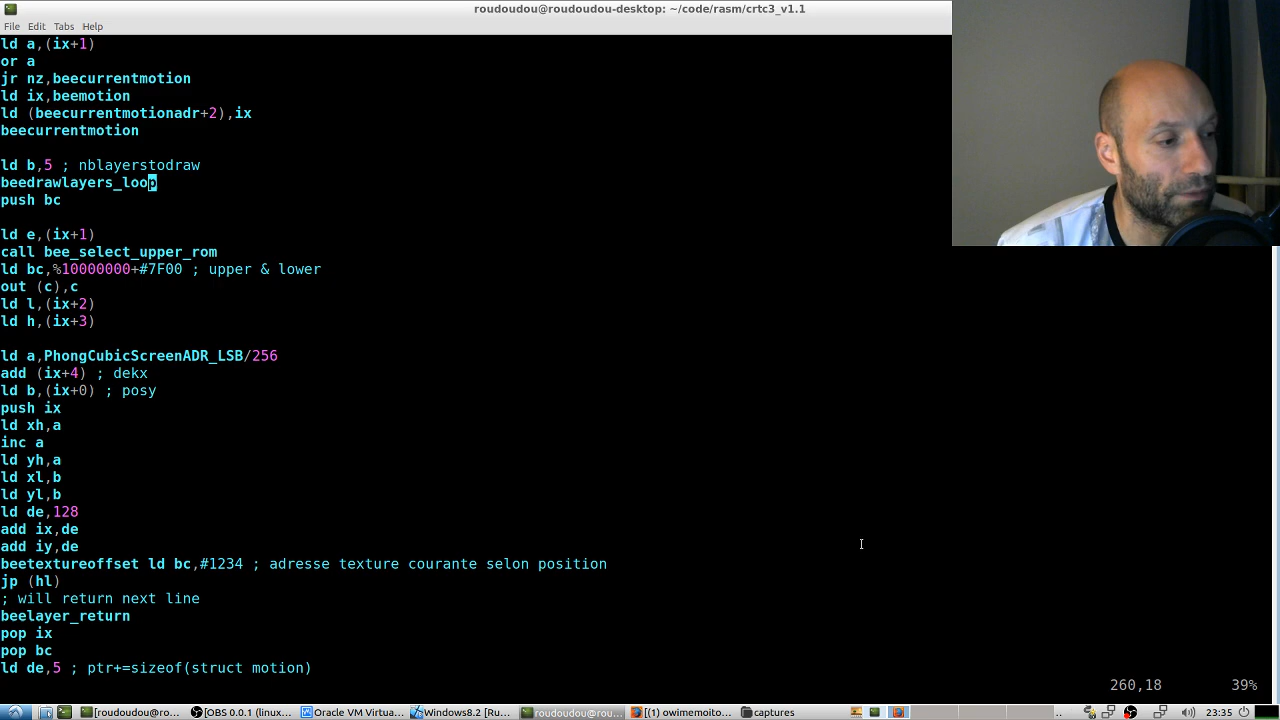 roudoudou@roudoudou-desktop: ~/code/rasm/crtc3_v1.1
File Edit Tabs Help
ld a,(ix+1)
or a
jr nz,beecurrentmotion
ld ix,beemotion
ld (beecurrentmotionadr+2),ix
beecurrentmotion
ld b,5 ; nblayerstodraw
beedrawlayers_loop
push bc
ld e,(ix+1)
call bee_select_upper_rom
ld bc,%10000000+#7F00 ; upper & lower
out (c),c
ld l,(ix+2)
ld h,(ix+3)
ld a,PhongCubicScreenADR_LSB/256
add (ix+4) ; dekx
ld b,(ix+0) ; posy
push ix
ld xh,a
inc a
ld yh,a
ld xl,b
ld yl,b
ld de,128
add ix,de
add iy,de
beetextureoffset ld bc,#1234 ; adresse texture courante selon position
jp (hl)
; will return next line
beelayer_return
pop ix
pop bc
ld de,5 ; ptr+=sizeof(struct motion)
260,18 39%
[roudoudou@ro... [OBS 0.0.1 (linux... Oracle VM Virtua... Windows8.2 [Ru... roudoudou@rou... [(1) owimemoito... captures .. 23:35